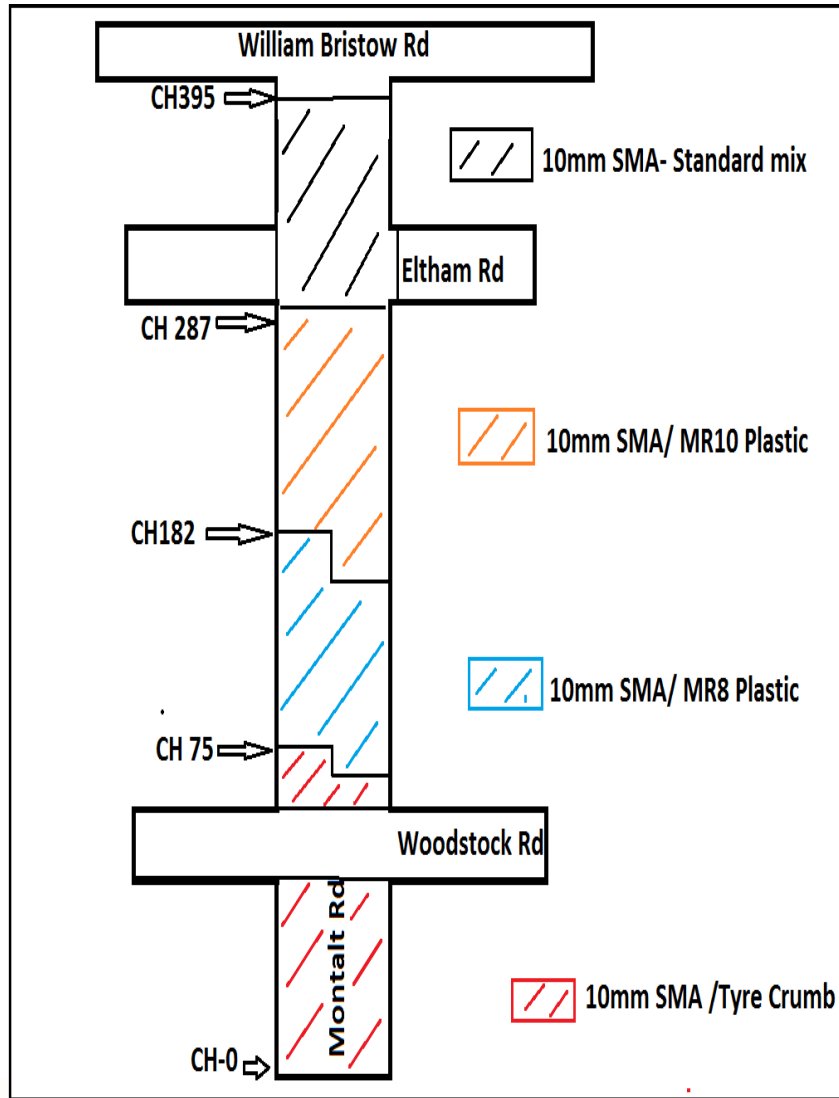 William Bristow Rd
CH395
10mm SMA- Standard mix
Eltham Rd
CH 287
10mm SMA/ MR10 Plastic
CH182
10mm SMA/ MR8 Plastic
CH 75
Woodstock Rd
Montalt Rd
10mm SMA /Tyre Crumb
CH-0